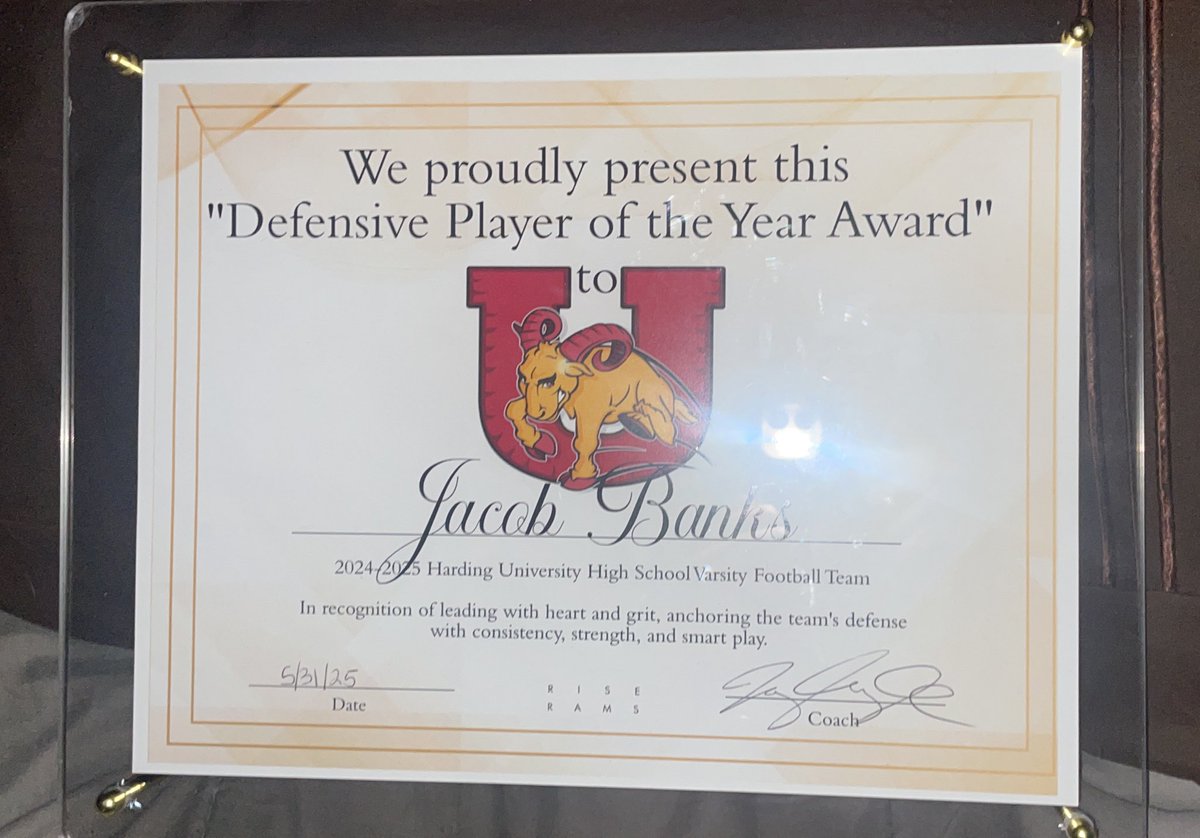 We proudly present this
"Defensive Player of the Year Award"
to
Jacob Banks
2024-2025 Harding University High School Varsity Football Team
In recognition of leading with heart and grit, anchoring the team's defense
with consistency, strength, and smart play.
5/31/25
Date
RISE
RAMS
Coach